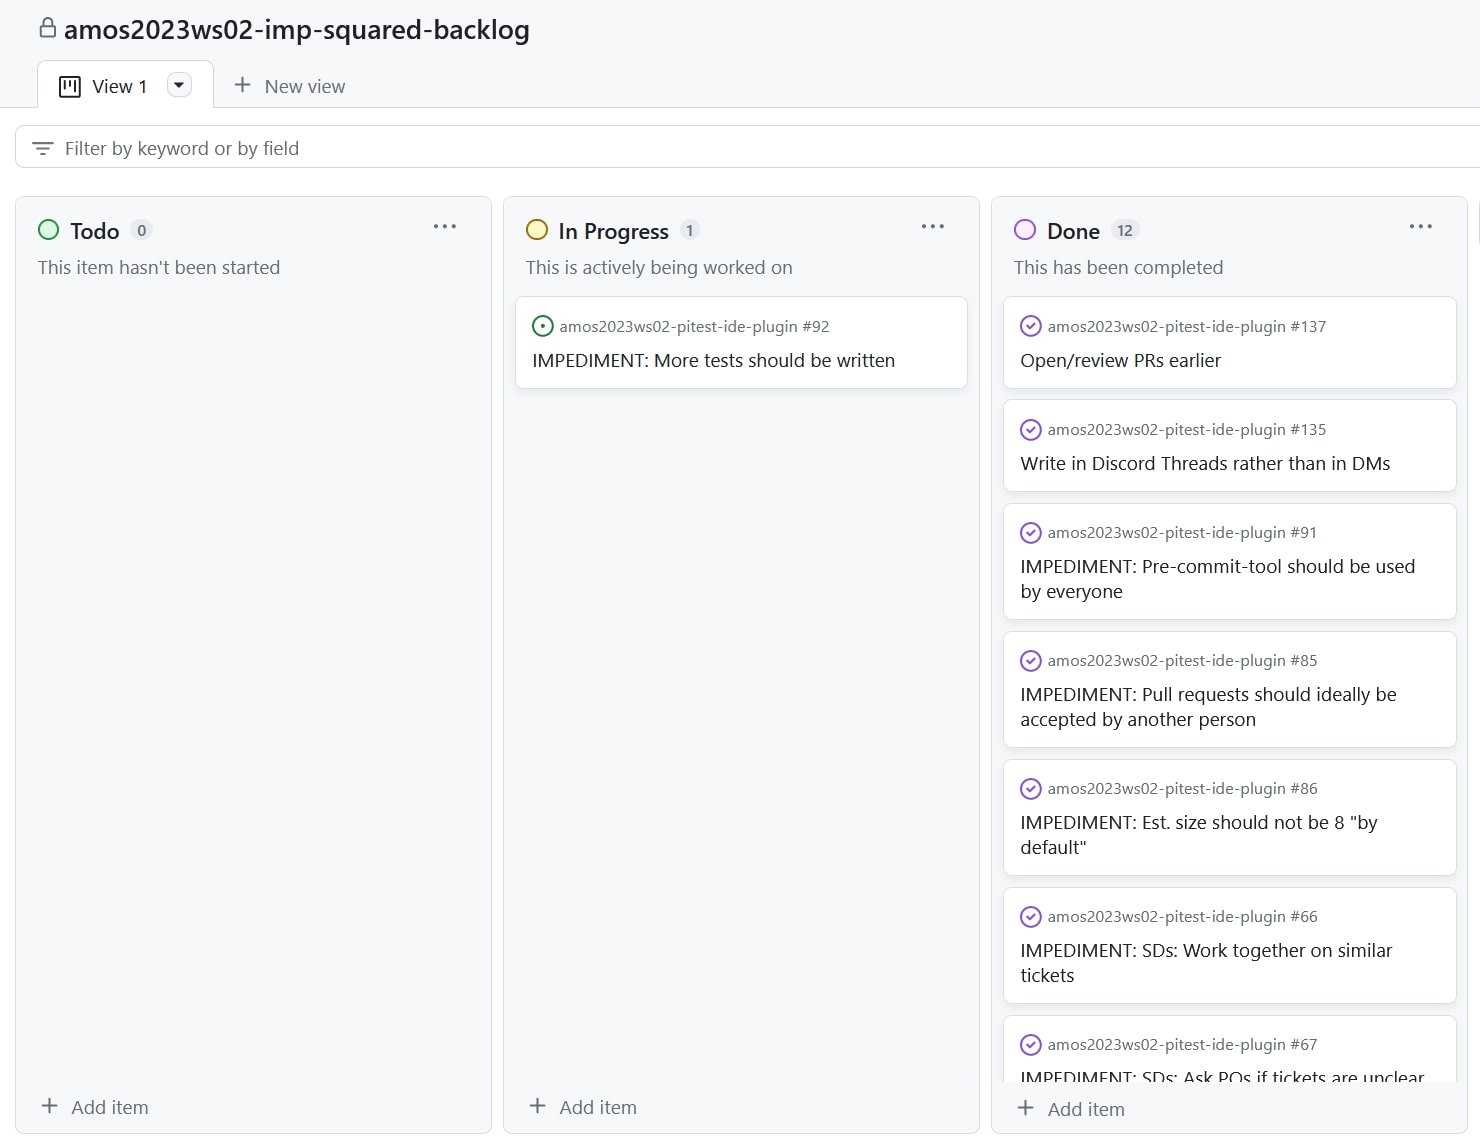 amos2023ws02-imp-squared-backlog
View 1
New view
Filter by keyword or by field
Todo 0
This item hasn't been started
Add item
In Progress 1
This is actively being worked on
amos2023ws02-pitest-ide-plugin #92
IMPEDIMENT: More tests should be written
Add item
Done 12
This has been completed
amos2023ws02-pitest-ide-plugin #137
Open/review PRs earlier
amos2023ws02-pitest-ide-plugin #135
Write in Discord Threads rather than in DMs
amos2023ws02-pitest-ide-plugin #91
IMPEDIMENT: Pre-commit-tool should be used
by everyone
amos2023ws02-pitest-ide-plugin #85
IMPEDIMENT: Pull requests should ideally be
accepted by another person
amos2023ws02-pitest-ide-plugin #86
IMPEDIMENT: Est. size should not be 8 "by
default"
amos2023ws02-pitest-ide-plugin #66
IMPEDIMENT: SDs: Work together on similar
tickets
amos2023ws02-pitest-ide-plugin #67
IMPEDIMENT: SDs: Ask POs if tickets are unclear
Add item